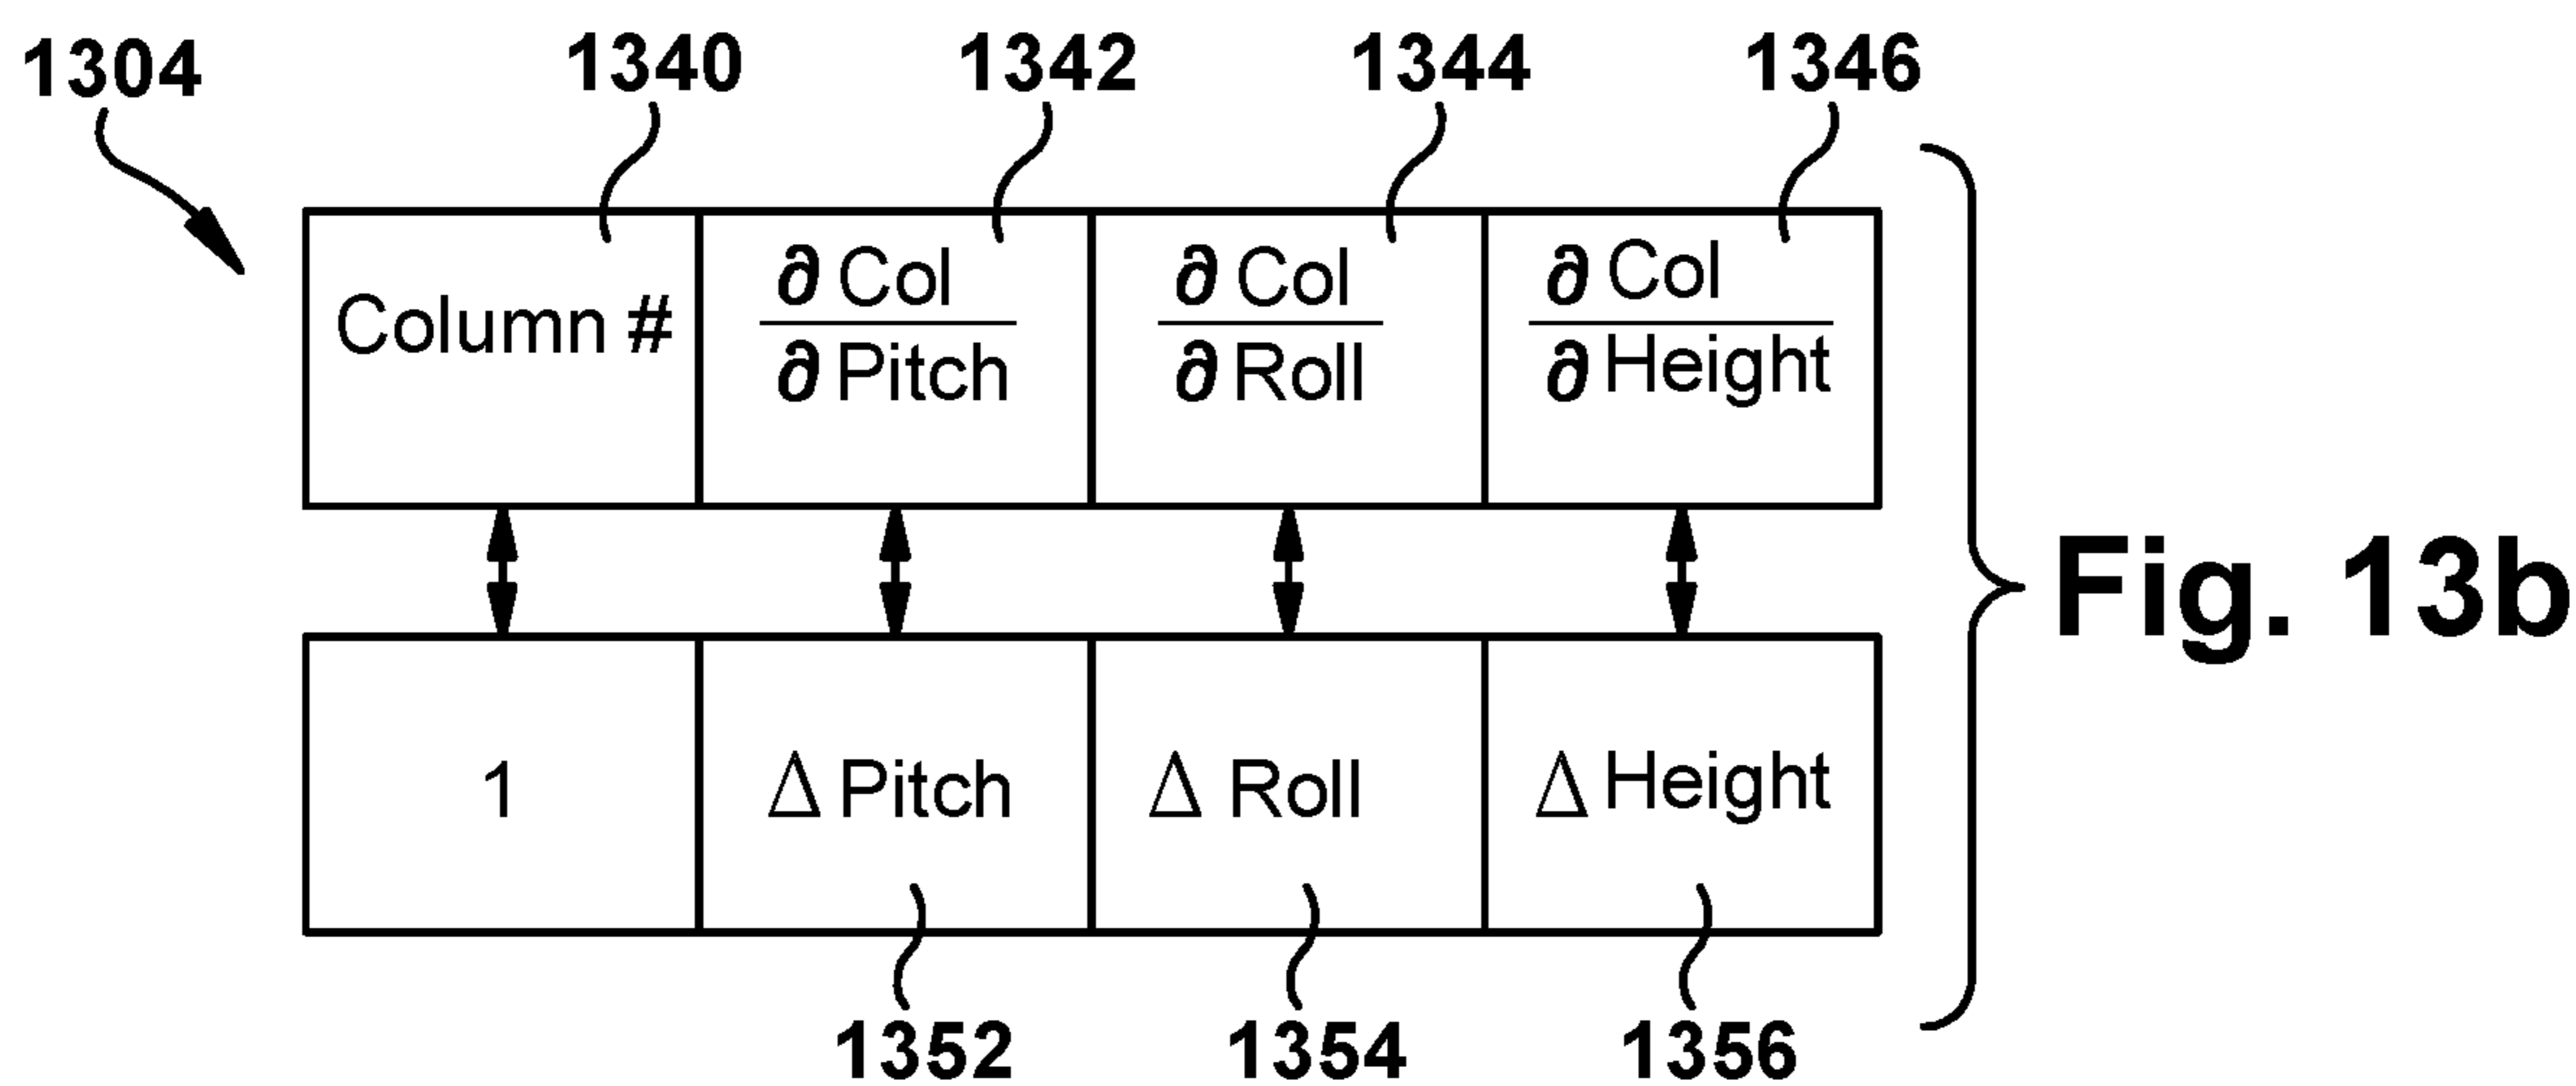 1304 1340 1342 1344 1346
Column # ∂ Col ∂ Col ∂ Col
∂ Pitch ∂ Roll ∂ Height
1 Δ Pitch Δ Roll Δ Height
1352 1354 1356
Fig. 13b